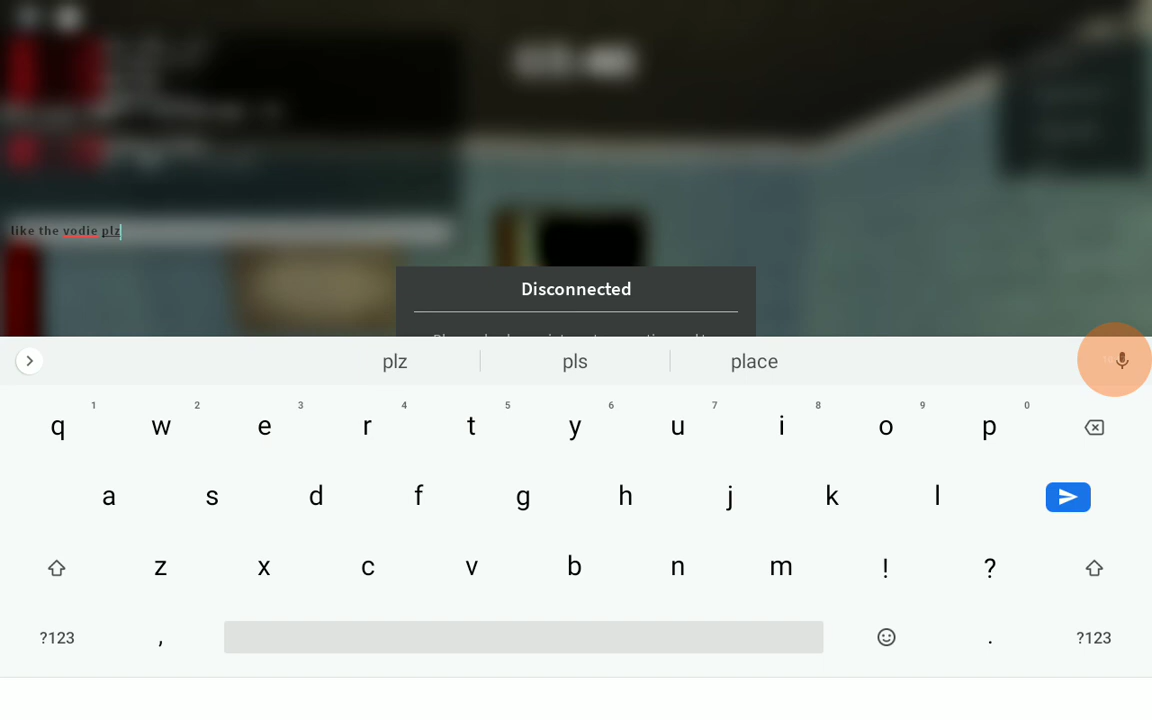 like the vodie plz
Disconnected
plz pls place
1 2 3 4 5 6 7 8 9 0
q w e r t y u i o p
a s d f g h j k l
z x c v b n m ! ?
?123 , . ?123